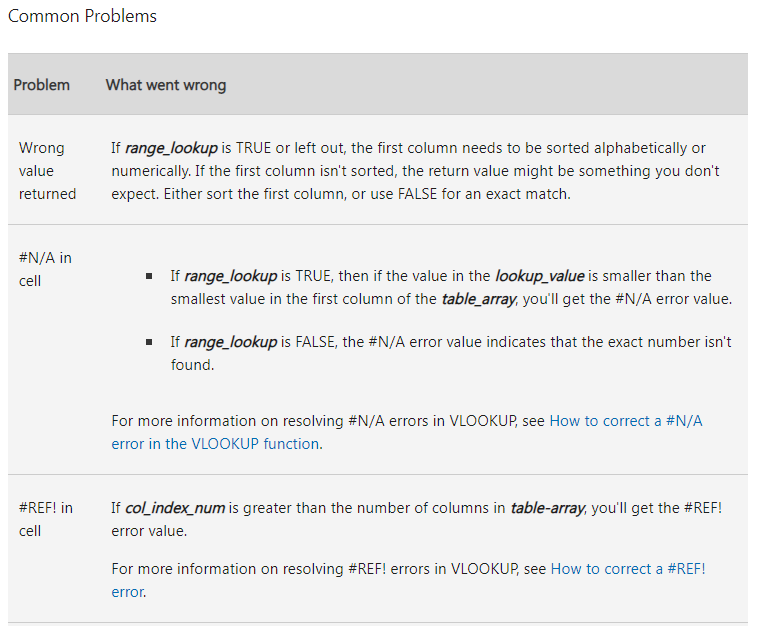 Common Problems
Problem
What went wrong
Wrong
value
returned
If range_lookup is TRUE or left out, the first column needs to be sorted alphabetically or
numerically. If the first column isn't sorted, the return value might be something you don't
expect. Either sort the first column, or use FALSE for an exact match.
#N/A in
cell
▪ If range_lookup is TRUE, then if the value in the lookup_value is smaller than the
smallest value in the first column of the table_array, you'll get the #N/A error value.
▪ If range_lookup is FALSE, the #N/A error value indicates that the exact number isn't
found.
For more information on resolving #N/A errors in VLOOKUP, see How to correct a #N/A
error in the VLOOKUP function.
#REF! in
cell
If col_index_num is greater than the number of columns in table-array, you'll get the #REF!
error value.
For more information on resolving #REF! errors in VLOOKUP, see How to correct a #REF!
error.